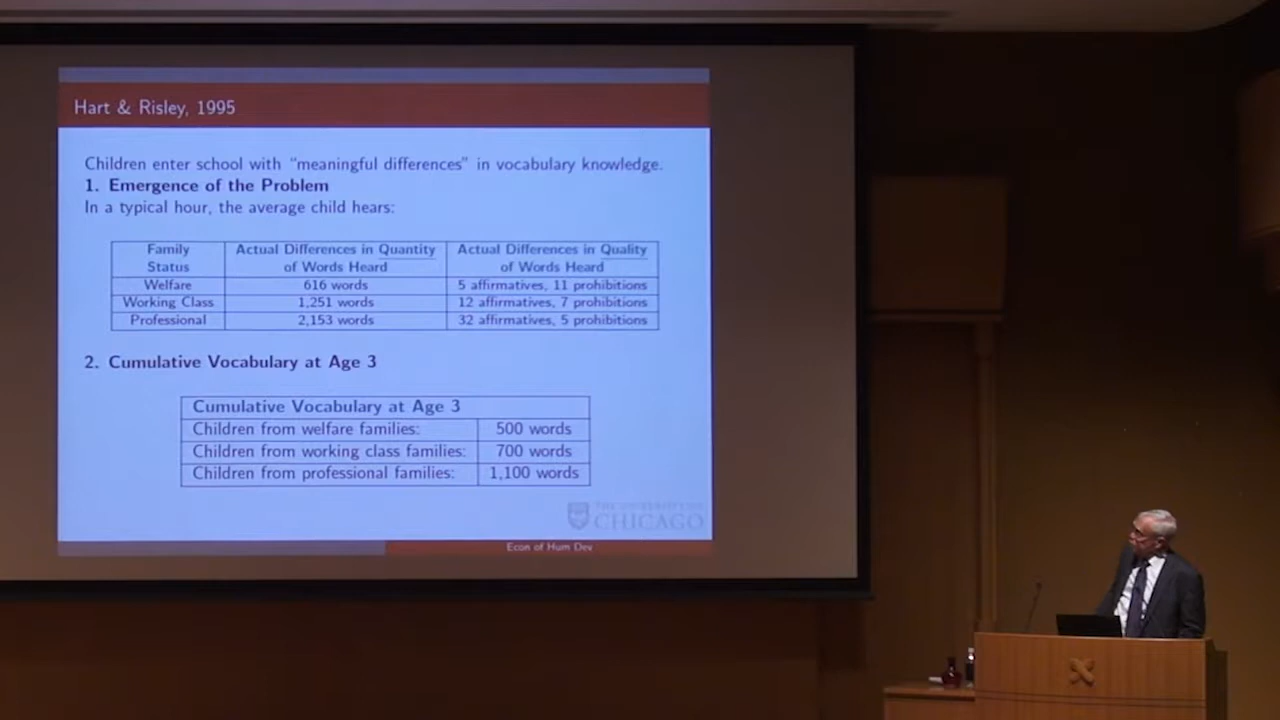 Hart & Risley, 1995
Children enter school with “meaningful differences” in vocabulary knowledge.
1. Emergence of the Problem
In a typical hour, the average child hears:
Family Status | Actual Differences in Quantity of Words Heard | Actual Differences in Quality of Words Heard
Welfare | 616 words | 5 affirmatives, 11 prohibitions
Working Class | 1,251 words | 12 affirmatives, 7 prohibitions
Professional | 2,153 words | 32 affirmatives, 5 prohibitions
2. Cumulative Vocabulary at Age 3
Cumulative Vocabulary at Age 3
Children from welfare families: | 500 words
Children from working class families: | 700 words
Children from professional families: | 1,100 words
THE UNIVERSITY OF
CHICAGO
Econ of Hum Dev